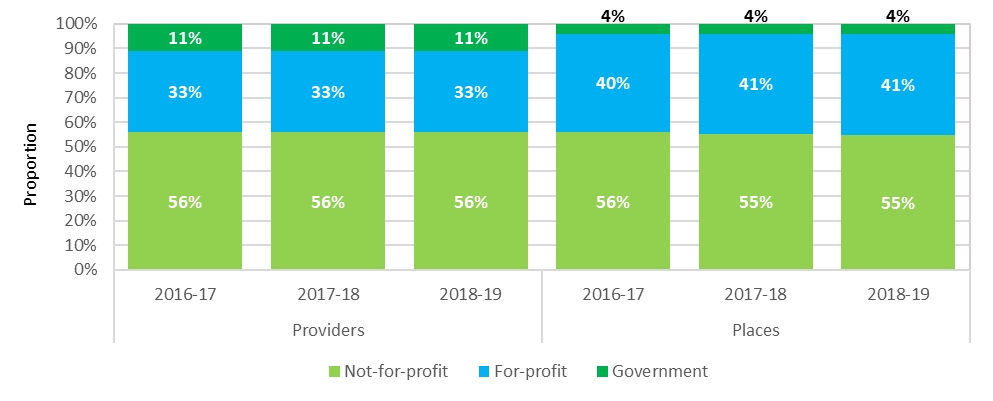 4% 4% 4%
100%
90%
80%
70%
60%
50%
40%
30%
20%
10%
0%
Proportion
11% 11% 11%
33% 33% 33% 40% 41% 41%
56% 56% 56% 56% 55% 55%
2016-17 2017-18 2018-19 2016-17 2017-18 2018-19
Providers Places
Not-for-profit For-profit Government